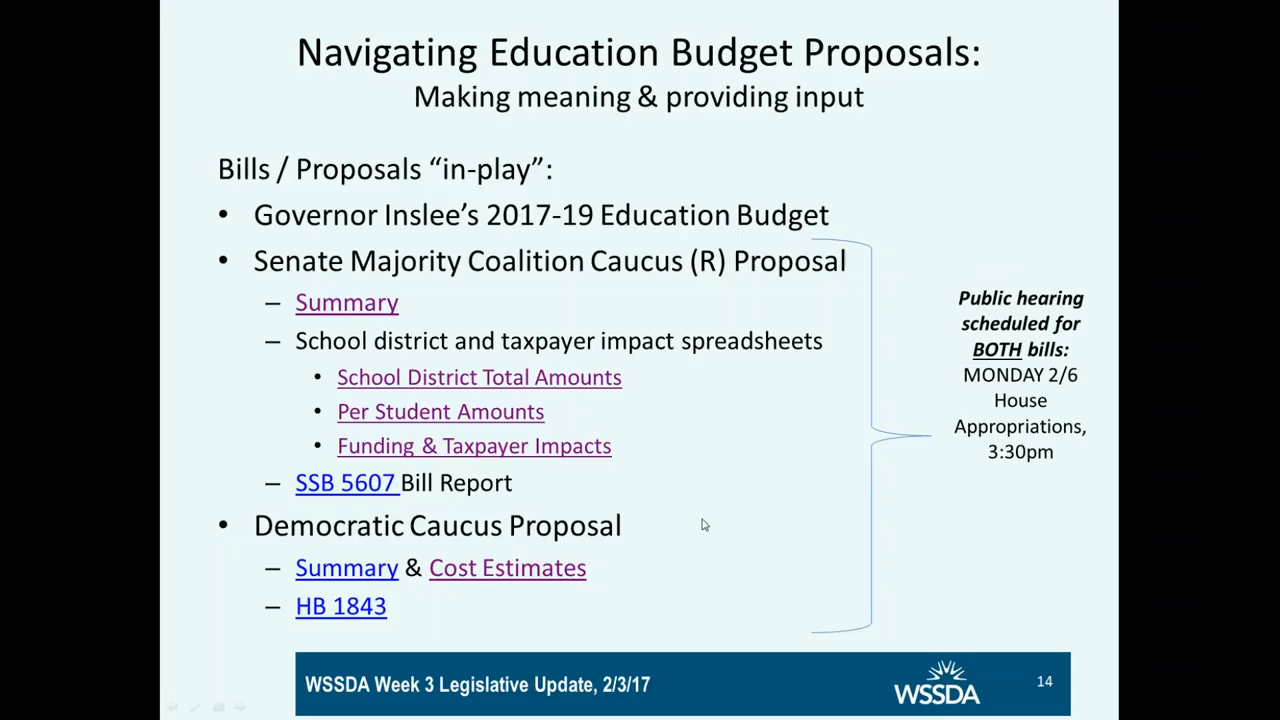 Navigating Education Budget Proposals:
Making meaning & providing input
Bills / Proposals “in-play”:
• Governor Inslee’s 2017-19 Education Budget
• Senate Majority Coalition Caucus (R) Proposal
– Summary
– School district and taxpayer impact spreadsheets
• School District Total Amounts
• Per Student Amounts
• Funding & Taxpayer Impacts
– SSB 5607 Bill Report
• Democratic Caucus Proposal
– Summary & Cost Estimates
– HB 1843
Public hearing
scheduled for
BOTH bills:
MONDAY 2/6
House
Appropriations,
3:30pm
WSSDA Week 3 Legislative Update, 2/3/17
WSSDA
14